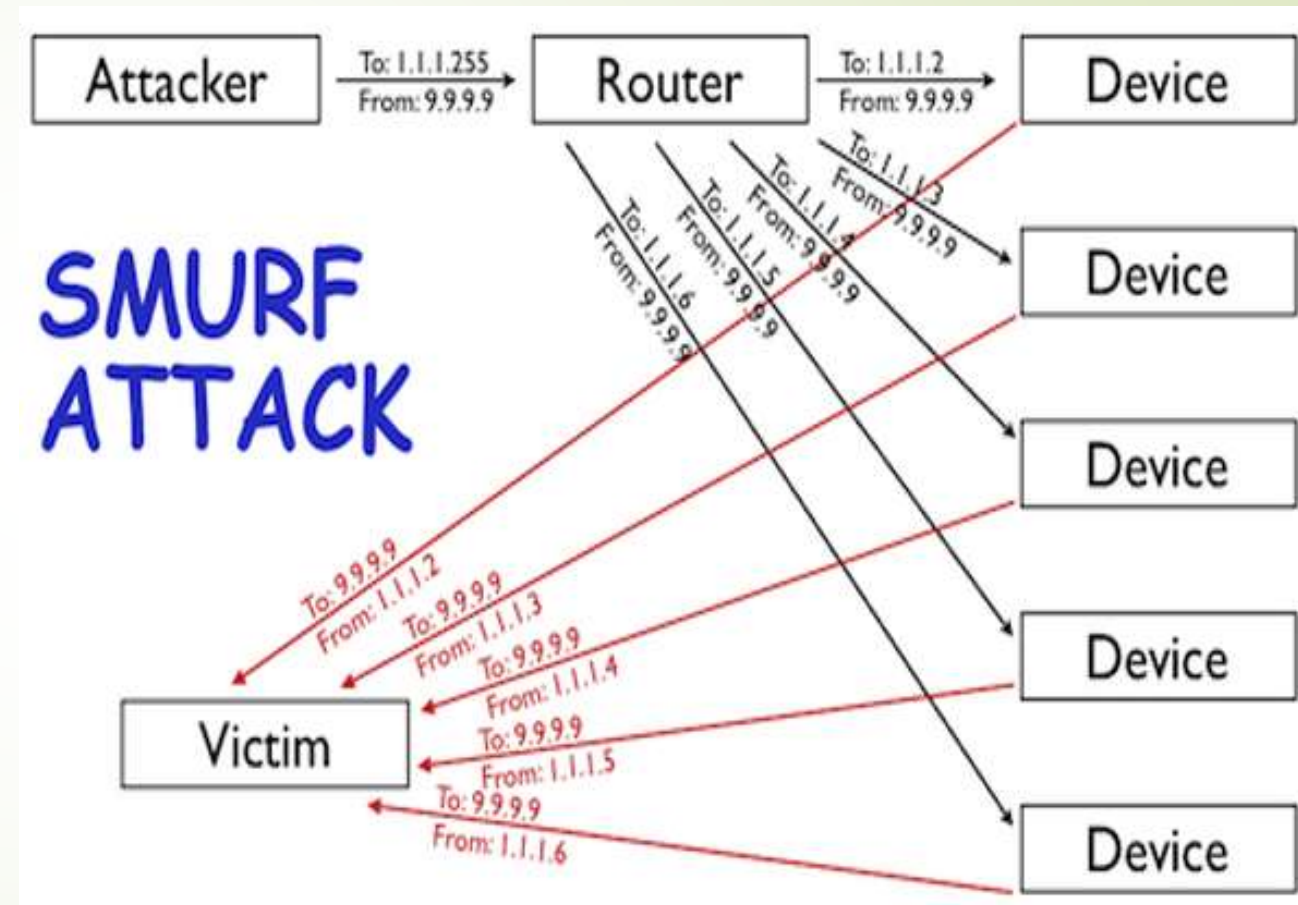 Attacker
To: 1.1.1.255
From: 9.9.9.9
Router
To: 1.1.1.2
From: 9.9.9.9
Device
To: 1.1.1.3
From: 9.9.9.9
To: 1.1.1.4
From: 9.9.9.9
To: 1.1.1.5
From: 9.9.9.9
To: 1.1.1.6
From: 9.9.9.9
Device
SMURF
ATTACK
Device
To: 9.9.9.9
From: 1.1.1.2
To: 9.9.9.9
From: 1.1.1.3
To: 9.9.9.9
From: 1.1.1.4
Device
Victim
To: 9.9.9.9
From: 1.1.1.5
To: 9.9.9.9
From: 1.1.1.6
Device